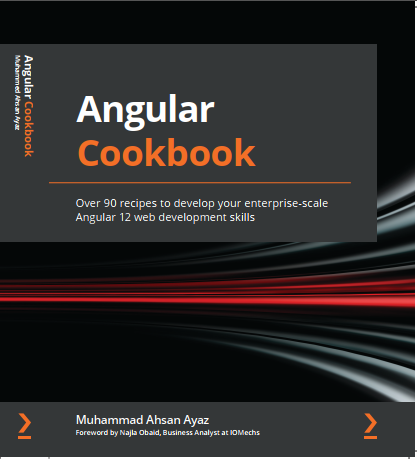 Angular Cookbook
Muhammed Ahsan Ayaz
Angular
Cookbook
Over 90 recipes to develop your enterprise-scale
Angular 12 web development skills
Muhammad Ahsan Ayaz
Foreword by Najla Obaid, Business Analyst at IOMechs